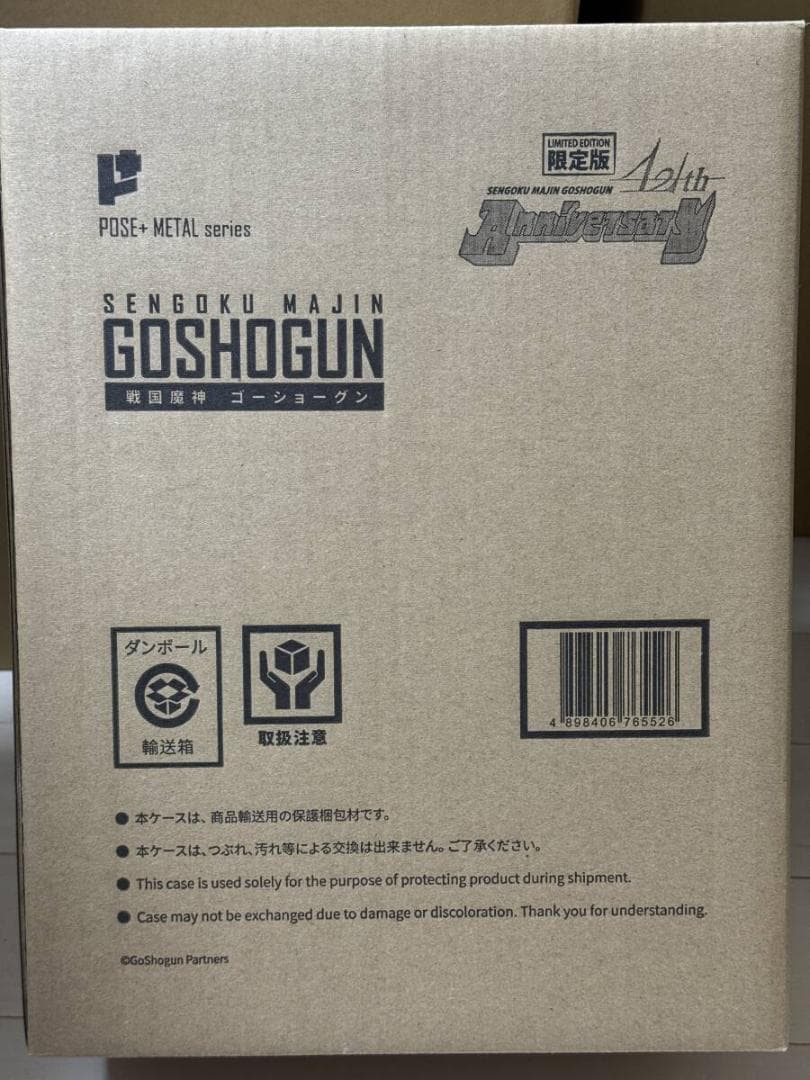 POSE+ METAL series
LIMITED EDITION
限定版
SENGOKU MAJIN GOSHOGUN
42th
Anniversary
SENGOKU MAJIN
GOSHOGUN
戦国魔神 ゴーショーグン
ダンボール
輸送箱
取扱注意
4 898406 765526
● 本ケースは、商品輸送用の保護梱包材です。
● 本ケースは、つぶれ、汚れ等による交換は出来ません。ご了承ください。
● This case is used solely for the purpose of protecting product during shipment.
● Case may not be exchanged due to damage or discoloration. Thank you for understanding.
©GoShogun Partners